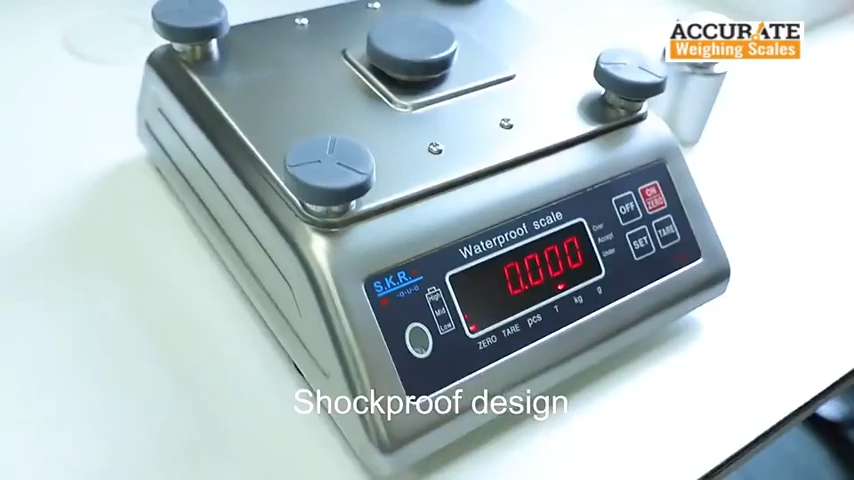 ACCURATE
Weighing Scales
Waterproof scale
OFF
ON
ZERO
SET
TARE
Over
Accept
Under
S.K.R.
High
Mid
Low
0.000
ZERO TARE pcs T kg g
Shockproof design